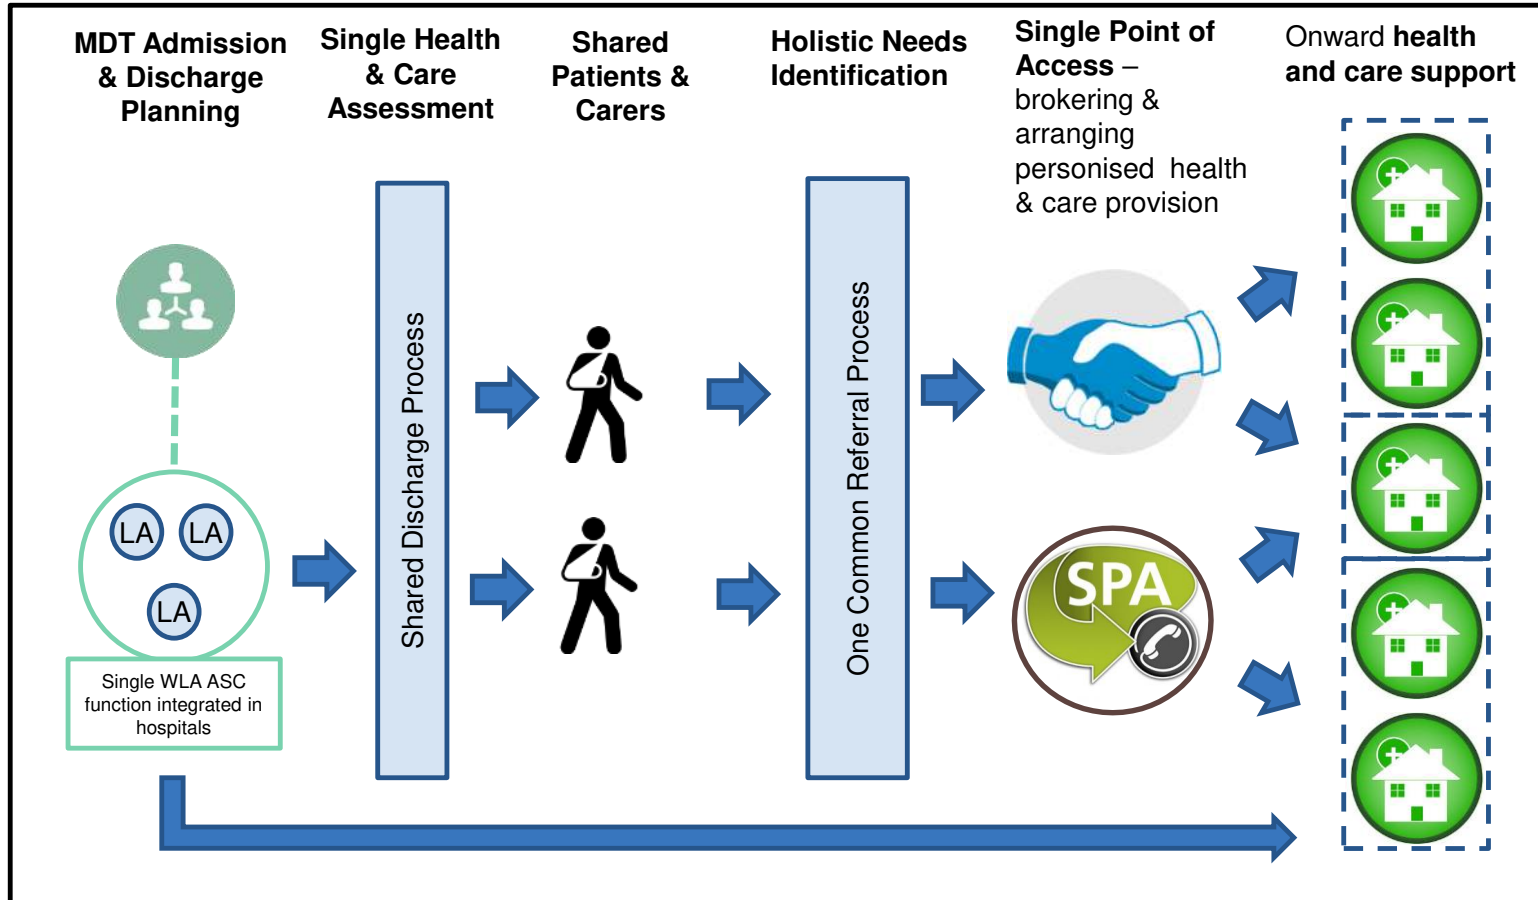 MDT Admission
& Discharge
Planning
Single Health
& Care
Assessment
Shared
Patients &
Carers
Holistic Needs
Identification
Single Point of
Access –
brokering &
arranging
personised health
& care provision
Onward health
and care support
LA
LA
LA
Single WLA ASC
function integrated in
hospitals
Shared Discharge Process
One Common Referral Process
SPA